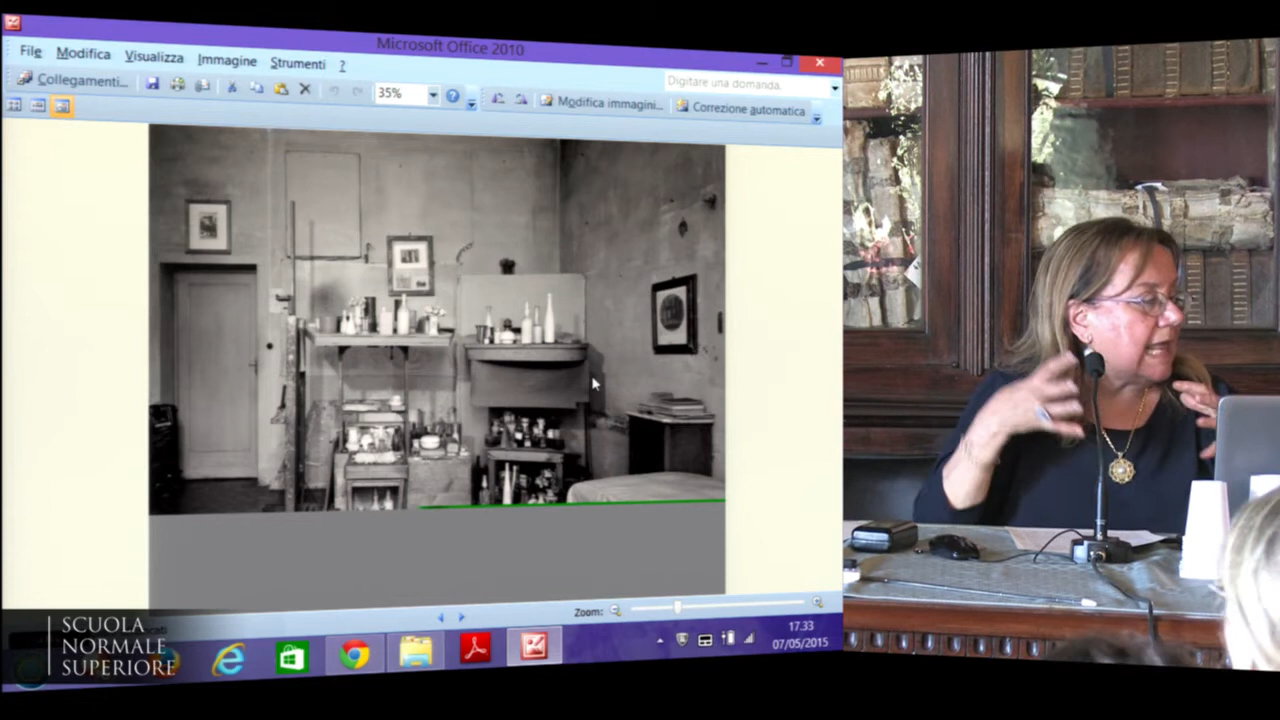 Microsoft Office 2010
File Modifica Visualizza Immagine Strumenti ?
Digitare una domanda.
Collegamenti... 35% Modifica immagini... Correzione automatica
Zoom:
17.33
07/05/2015
SCUOLA
NORMALE
SUPERIORE